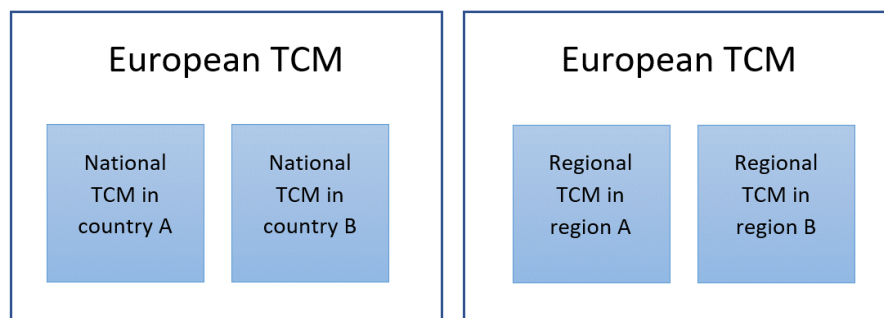 European TCM
National
TCM in
country A
National
TCM in
country B
European TCM
Regional
TCM in
region A
Regional
TCM in
region B